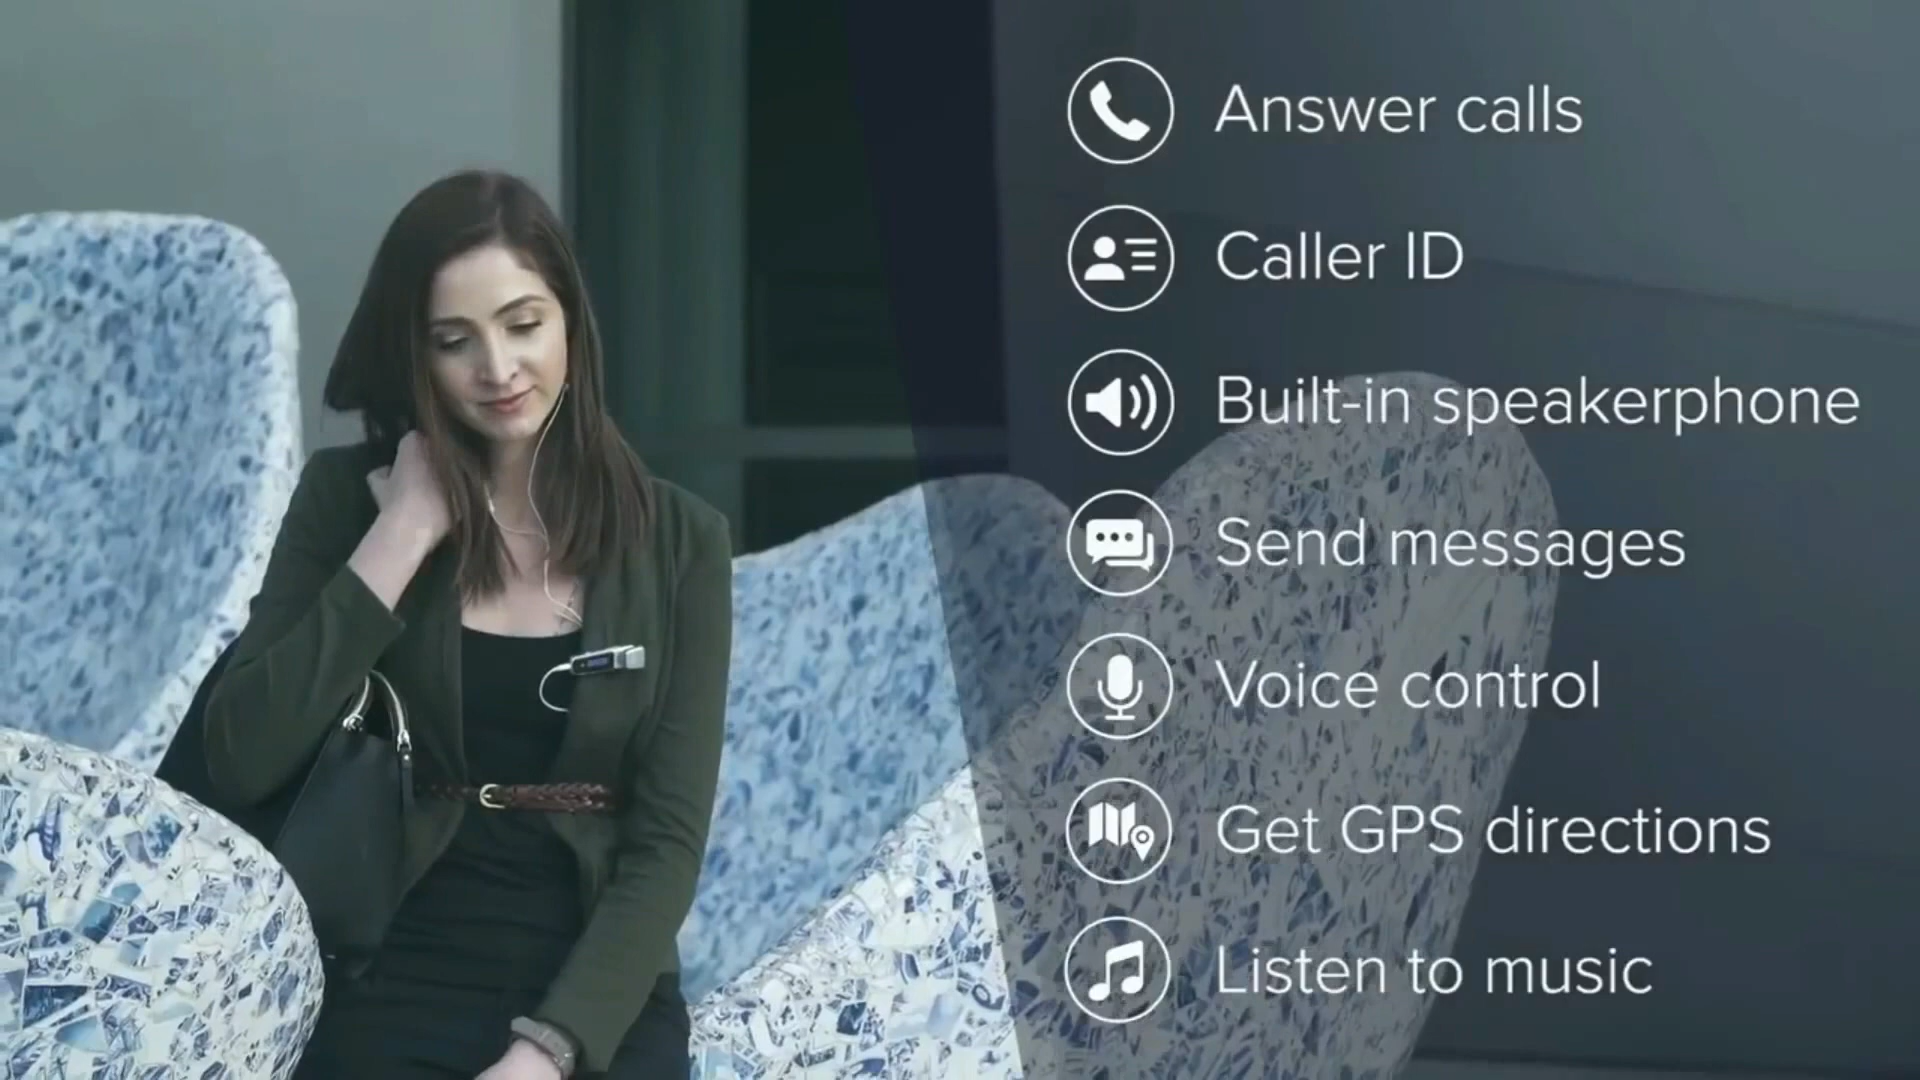 Answer calls
Caller ID
Built-in speakerphone
Send messages
Voice control
Get GPS directions
Listen to music